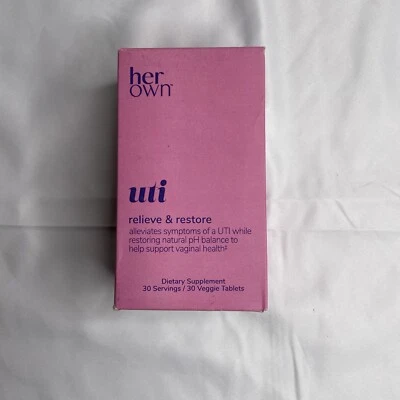 her
own
uti
relieve & restore
alleviates symptoms of a UTI while
restoring natural pH balance to
help support vaginal health‡
Dietary Supplement
30 Servings / 30 Veggie Tablets